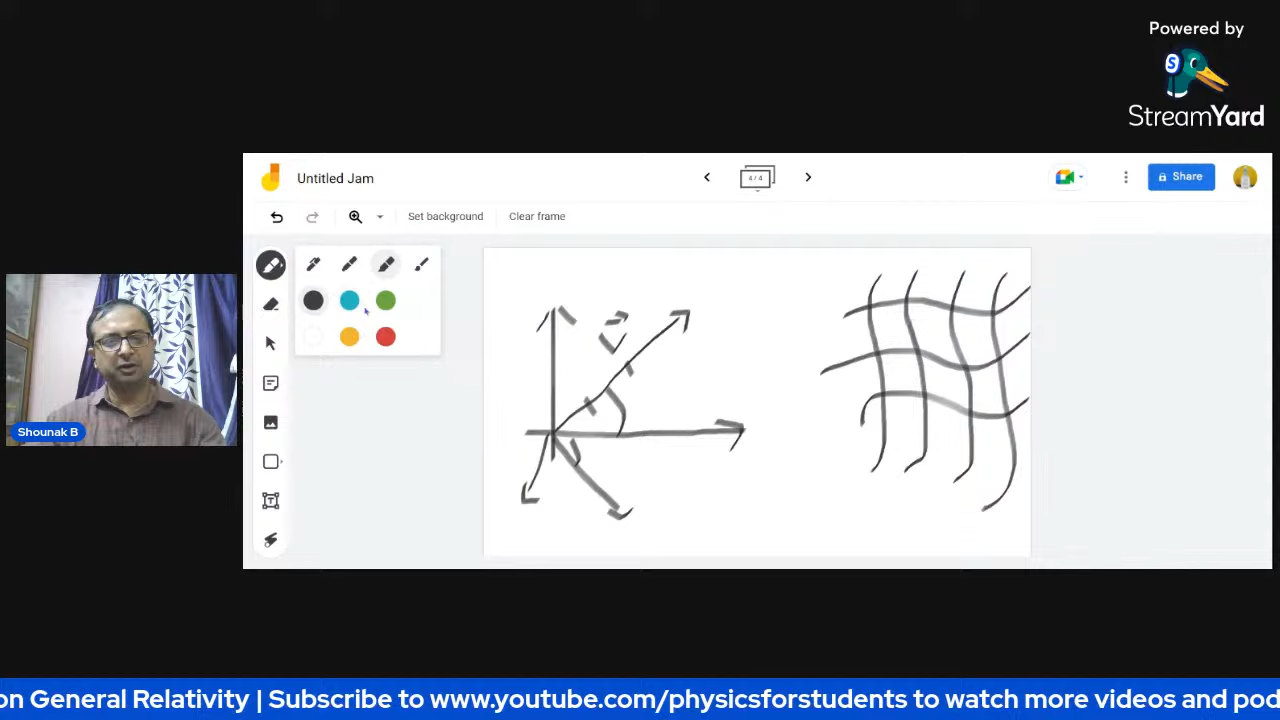 Powered by
S
StreamYard
Untitled Jam
4 / 4
Share
Set background
Clear frame
T
V
Shounak B
on General Relativity | Subscribe to www.youtube.com/physicsforstudents to watch more videos and pod